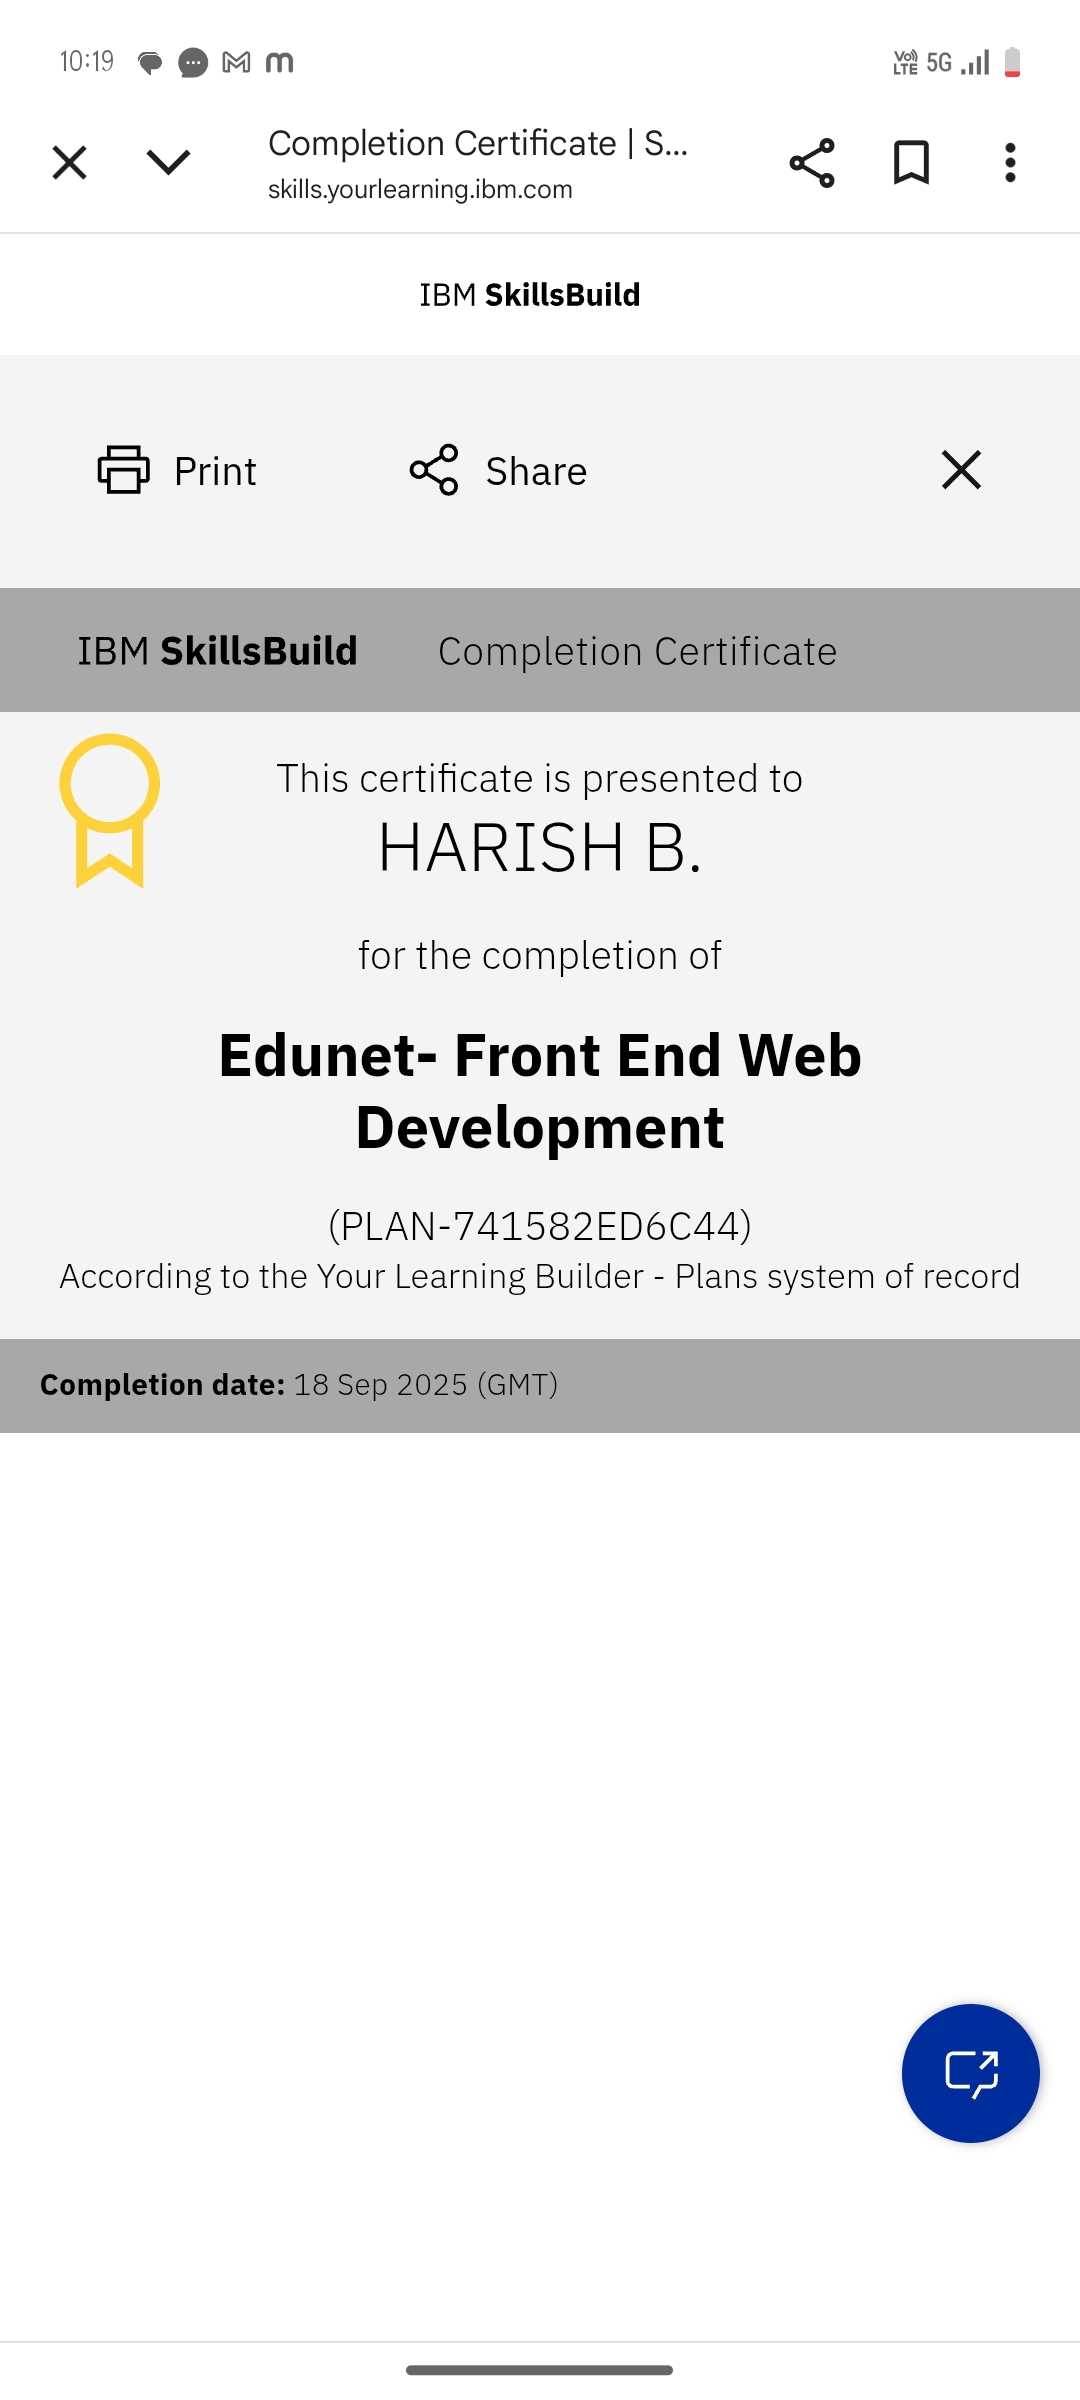 10:19
Vo)) LTE 5G
Completion Certificate | S...
skills.yourlearning.ibm.com
IBM SkillsBuild
Print Share
IBM SkillsBuild Completion Certificate
This certificate is presented to
HARISH B.
for the completion of
Edunet- Front End Web
Development
(PLAN-741582ED6C44)
According to the Your Learning Builder - Plans system of record
Completion date: 18 Sep 2025 (GMT)